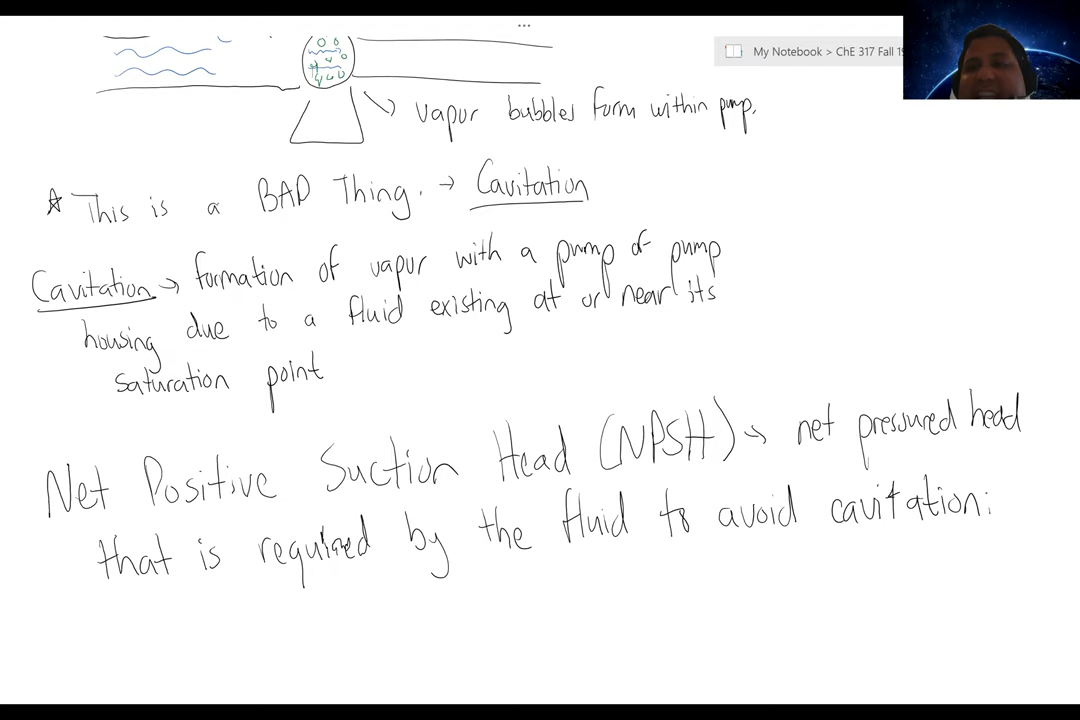 My Notebook > ChE 317 Fall 19
vapor bubbles form within pump.
☆ This is a BAD Thing. → Cavitation
Cavitation → formation of vapor with a pump of pump
housing due to a fluid existing at or near its
saturation point
Net Positive Suction Head (NPSH) → net pressured head
that is required by the fluid to avoid cavitation: